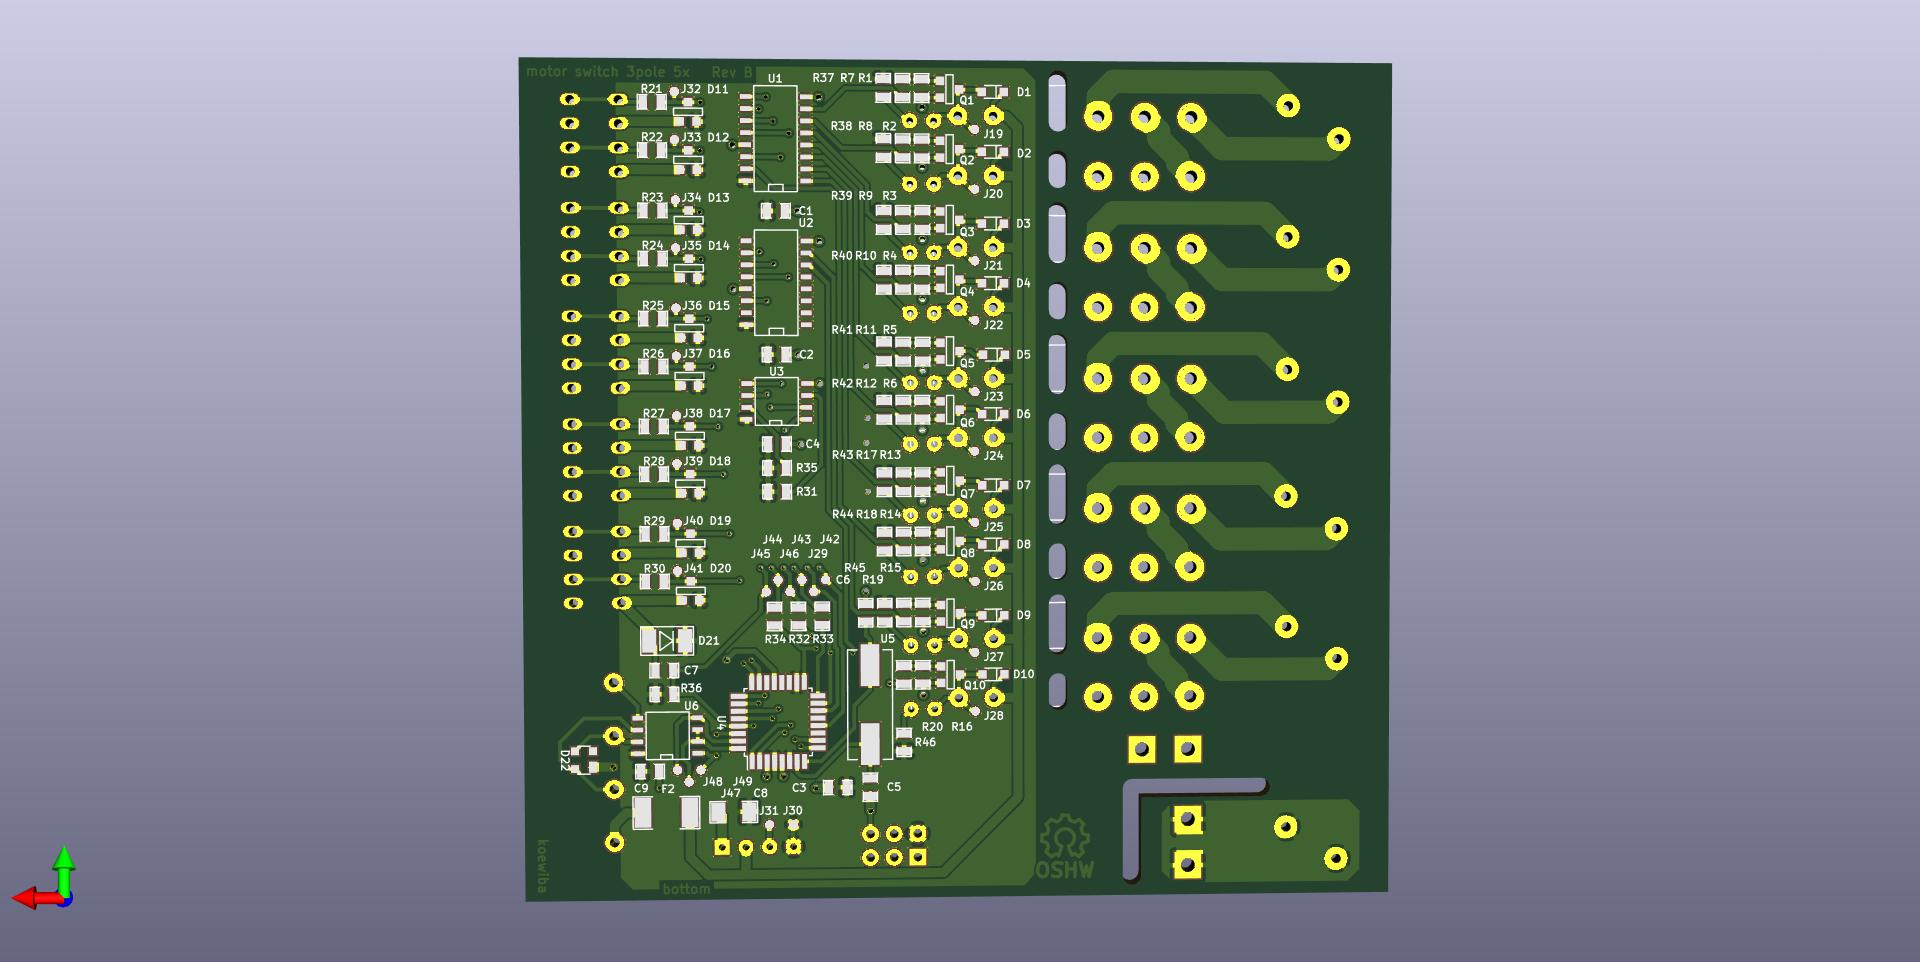 motor switch 3pole 5x Rev B
U1
R37 R7 R1
R21 J32 D11
Q1 D1
R38 R8 R2
J19
R22 J33 D12
Q2 D2
R39 R9 R3
J20
R23 J34 D13
C1
U2
Q3 D3
R24 J35 D14
R40 R10 R4
J21
Q4 D4
R25 J36 D15
J22
R41 R11 R5
R26 J37 D16
C2
Q5 D5
U3
R42 R12 R6
J23
R27 J38 D17
Q6 D6
C4
R43 R17 R13
J24
R28 J39 D18
R35
Q7 D7
R31
R44 R18 R14
J25
R29 J40 D19
J44 J43 J42
Q8 D8
J45 J46 J29
R30 J41 D20
R45 R15
C6 R19
J26
Q9 D9
R34 R32 R33
U5
D21
J27
C7
D10
R36
Q10
U6
U4
J28
R20 R16
R46
D22
J48 J49
C9 F2
J47 C8
C3
C5
J31 J30
koewiba
OSHW
bottom